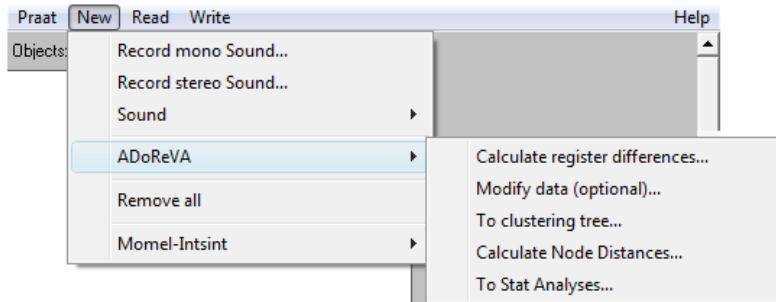 Praat New Read Write Help
Objects:
Record mono Sound...
Record stereo Sound...
Sound
ADoReVA
Remove all
Momel-Intsint
Calculate register differences...
Modify data (optional)...
To clustering tree...
Calculate Node Distances...
To Stat Analyses...